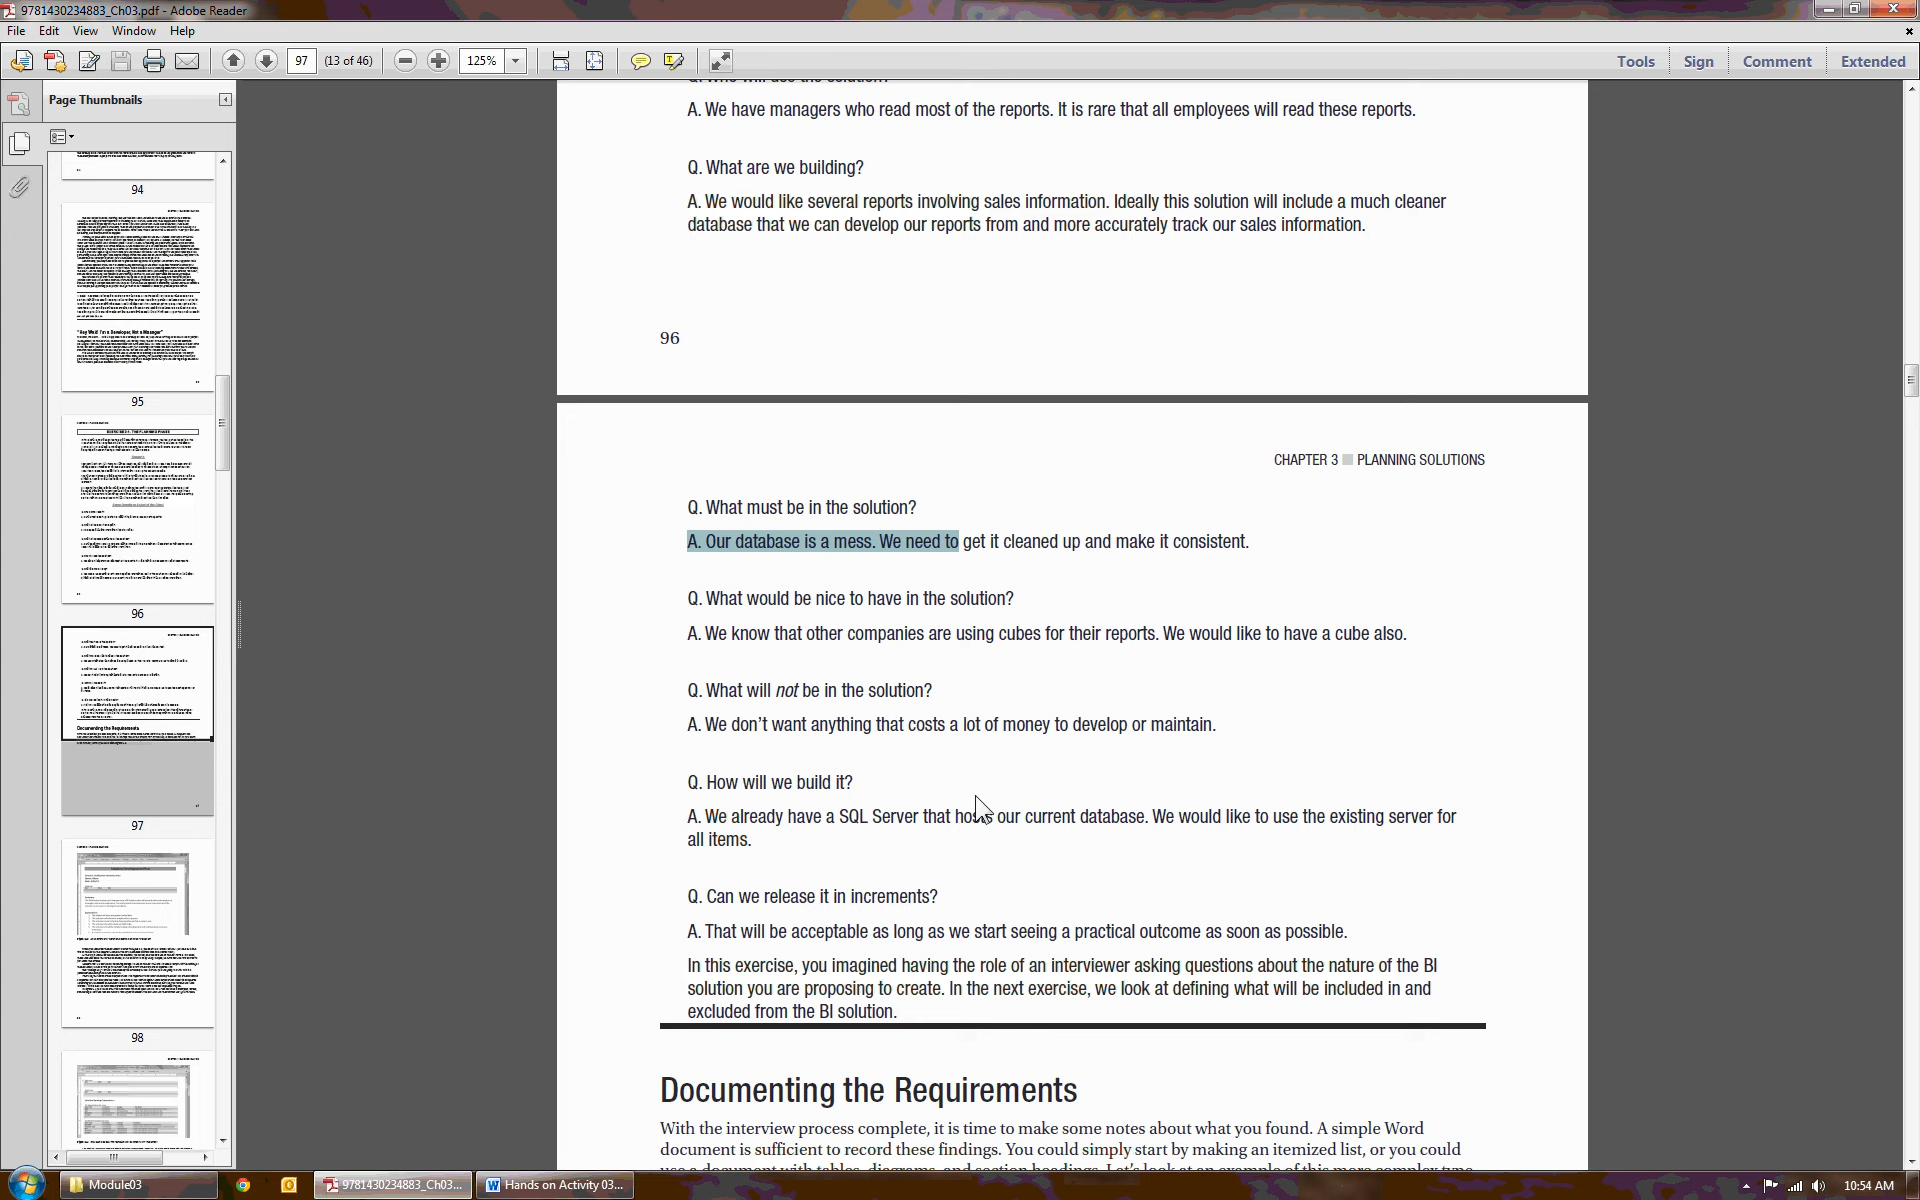 9781430234883_Ch03.pdf - Adobe Reader
File Edit View Window Help
97 (13 of 46) 125% Tools Sign Comment Extended
Page Thumbnails
94
"Hey Wait! I'm a Developer, Not a Manager"
95
96
Documenting the Requirements
97
98
A. We have managers who read most of the reports. It is rare that all employees will read these reports.
Q. What are we building?
A. We would like several reports involving sales information. Ideally this solution will include a much cleaner
database that we can develop our reports from and more accurately track our sales information.
96
CHAPTER 3 PLANNING SOLUTIONS
Q. What must be in the solution?
A. Our database is a mess. We need to get it cleaned up and make it consistent.
Q. What would be nice to have in the solution?
A. We know that other companies are using cubes for their reports. We would like to have a cube also.
Q. What will not be in the solution?
A. We don't want anything that costs a lot of money to develop or maintain.
Q. How will we build it?
A. We already have a SQL Server that hosts our current database. We would like to use the existing server for
all items.
Q. Can we release it in increments?
A. That will be acceptable as long as we start seeing a practical outcome as soon as possible.
In this exercise, you imagined having the role of an interviewer asking questions about the nature of the BI
solution you are proposing to create. In the next exercise, we look at defining what will be included in and
excluded from the BI solution.
Documenting the Requirements
With the interview process complete, it is time to make some notes about what you found. A simple Word
document is sufficient to record these findings. You could simply start by making an itemized list, or you could
Module03 9781430234883_Ch03... Hands on Activity 03... 10:54 AM